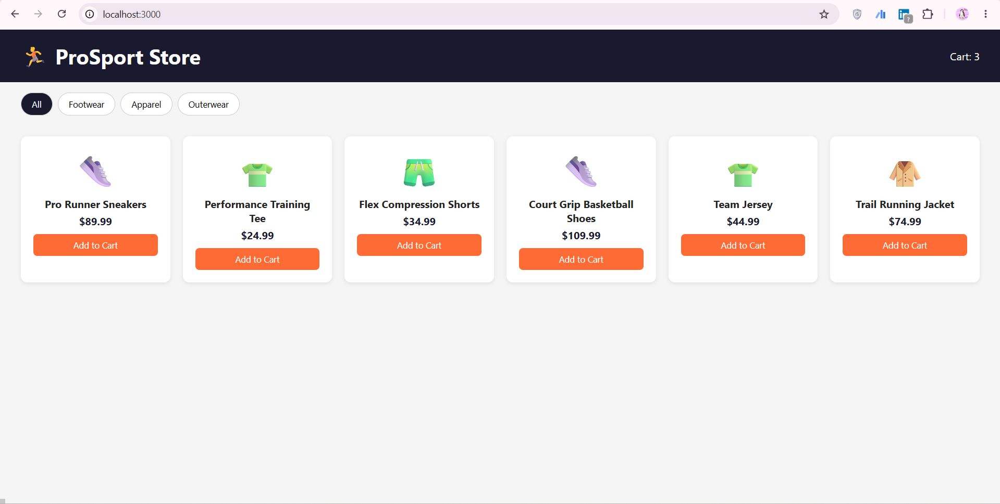 localhost:3000
?
ProSport Store
Cart: 3
All
Footwear
Apparel
Outerwear
Pro Runner Sneakers
$89.99
Add to Cart
Performance Training
Tee
$24.99
Add to Cart
Flex Compression Shorts
$34.99
Add to Cart
Court Grip Basketball
Shoes
$109.99
Add to Cart
Team Jersey
$44.99
Add to Cart
Trail Running Jacket
$74.99
Add to Cart